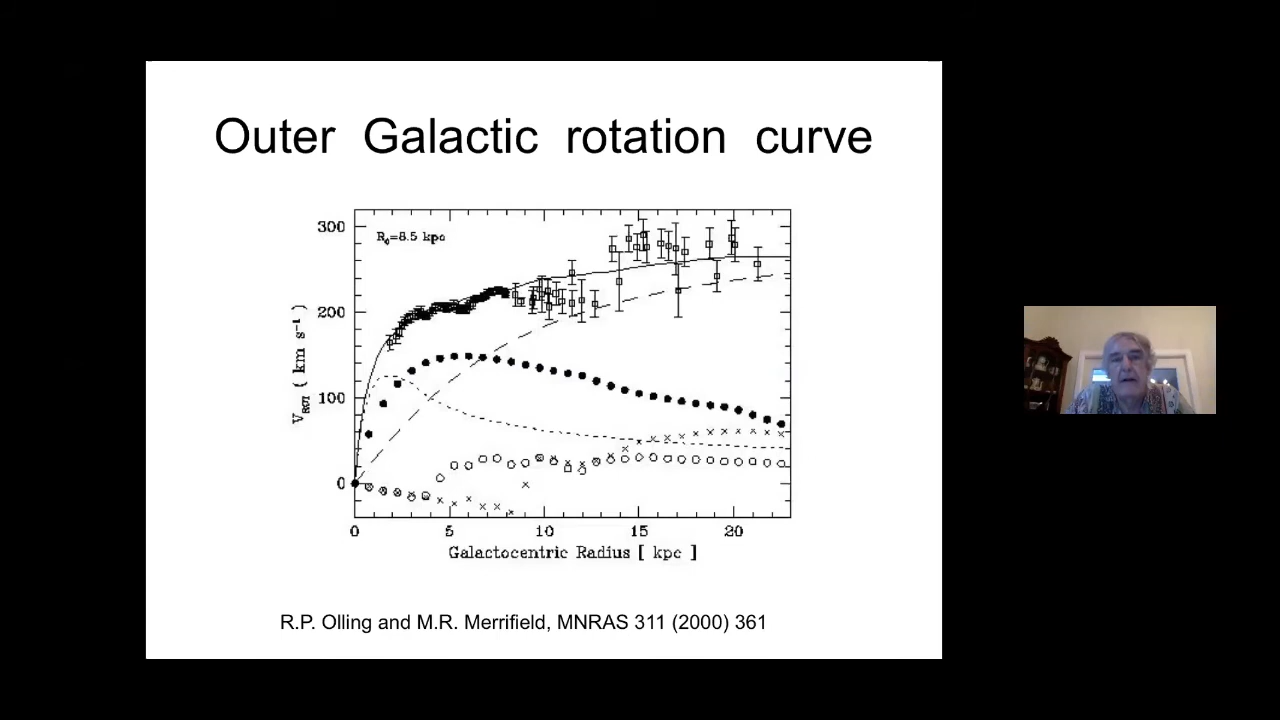 Outer Galactic rotation curve
R₀=8.5 kpc
300
200
100
0
V_ROT ( km s⁻¹ )
0 5 10 15 20
Galactocentric Radius [ kpc ]
R.P. Olling and M.R. Merrifield, MNRAS 311 (2000) 361